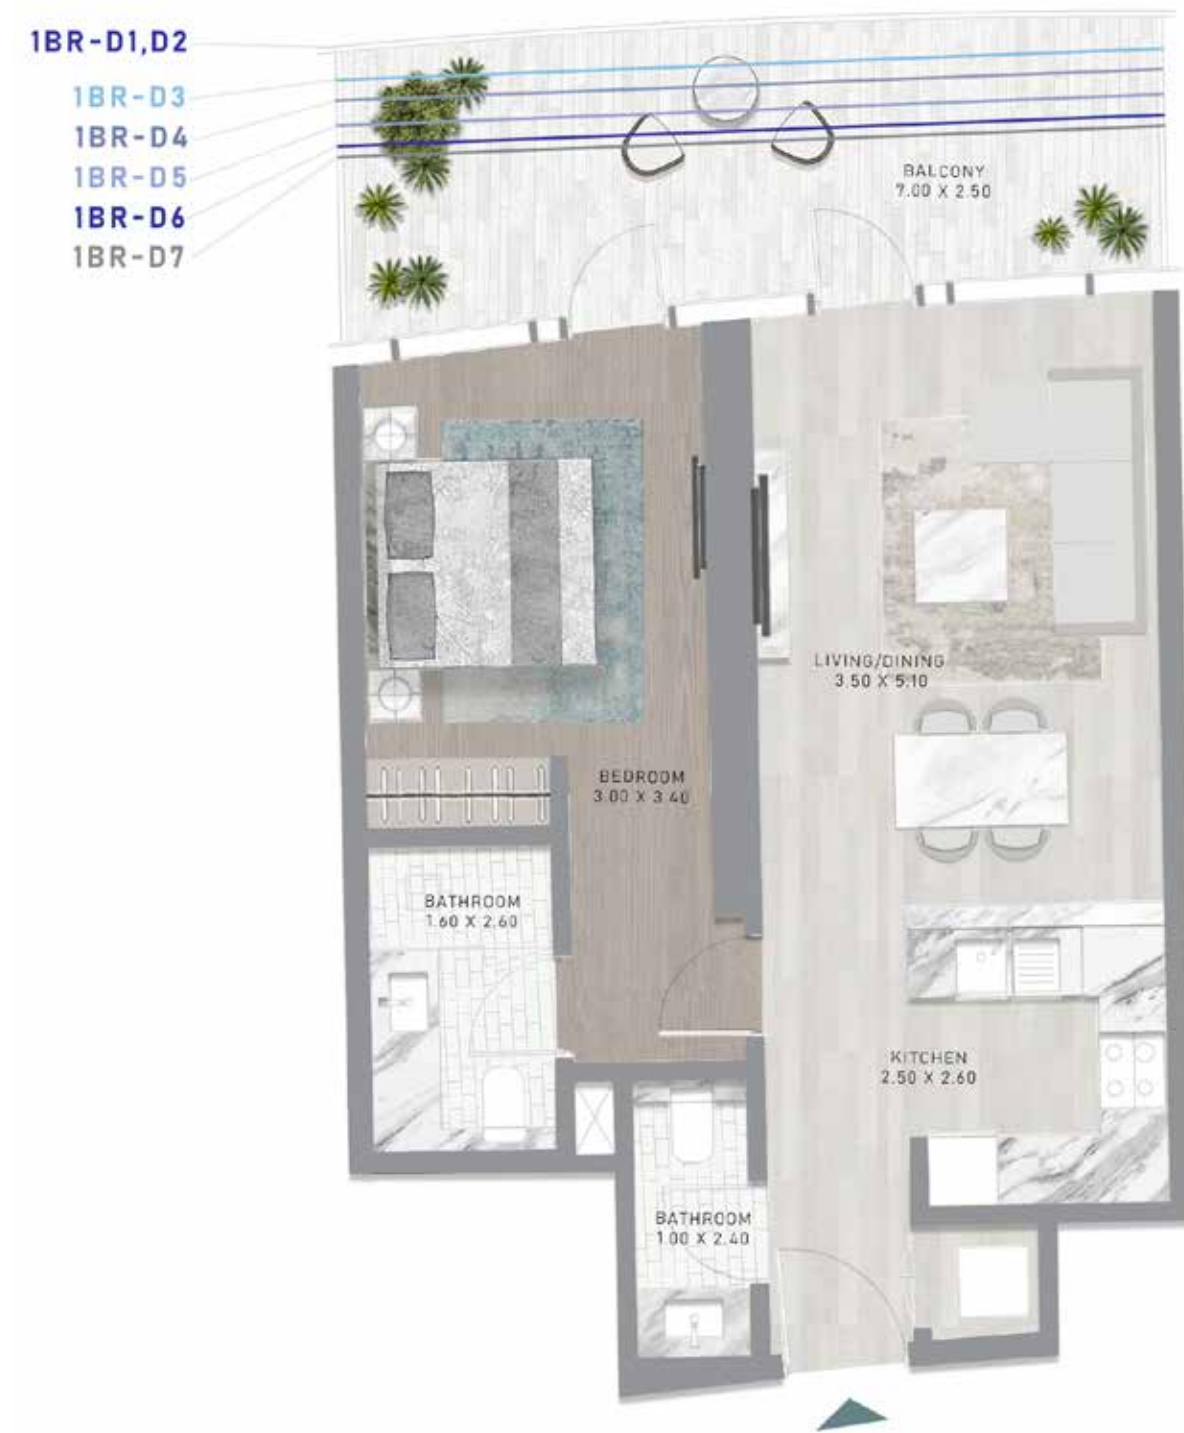 1BR-D1,D2
1BR-D3
1BR-D4
1BR-D5
1BR-D6
1BR-D7
BALCONY
7.00 X 2.50
LIVING/DINING
3.50 X 5.10
BEDROOM
3.00 X 3.40
BATHROOM
1.60 X 2.60
KITCHEN
2.50 X 2.60
BATHROOM
1.00 X 2.40